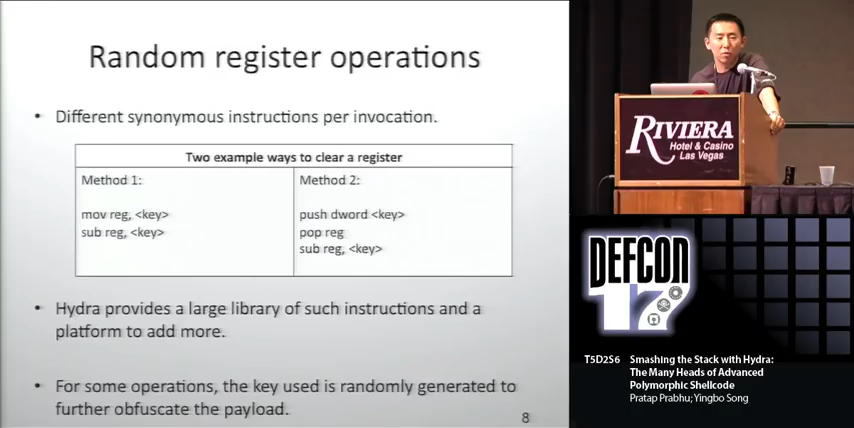 Random register operations
• Different synonymous instructions per invocation.
Two example ways to clear a register
Method 1:
mov reg, <key>
sub reg, <key>
Method 2:
push dword <key>
pop reg
sub reg, <key>
• Hydra provides a large library of such instructions and a
platform to add more.
• For some operations, the key used is randomly generated to
further obfuscate the payload.
8
RIVIERA
Hotel & Casino
Las Vegas
DEFCON
17
T5D2S6 Smashing the Stack with Hydra:
The Many Heads of Advanced
Polymorphic Shellcode
Pratap Prabhu; Yingbo Song